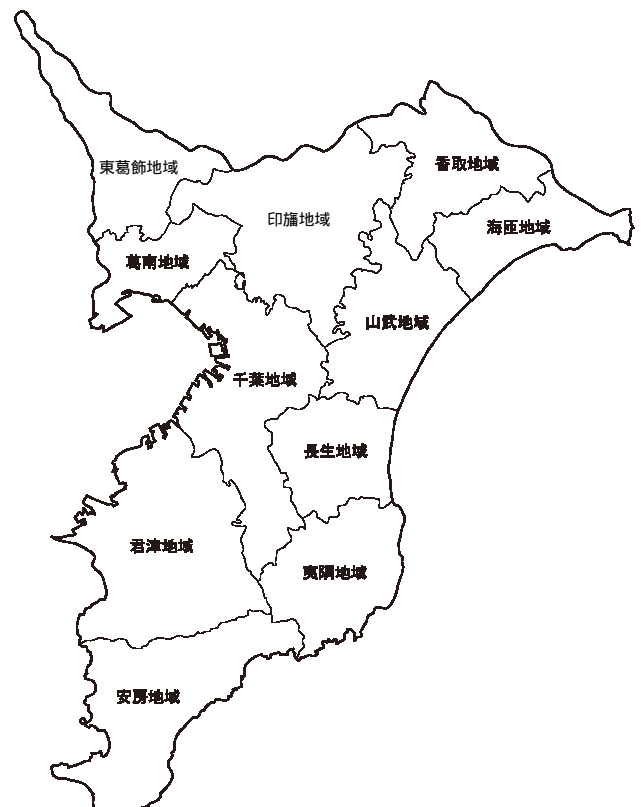 香取地域
東葛飾地域
印旛地域
海匝地域
葛南地域
山武地域
千葉地域
長生地域
君津地域
夷隅地域
安房地域